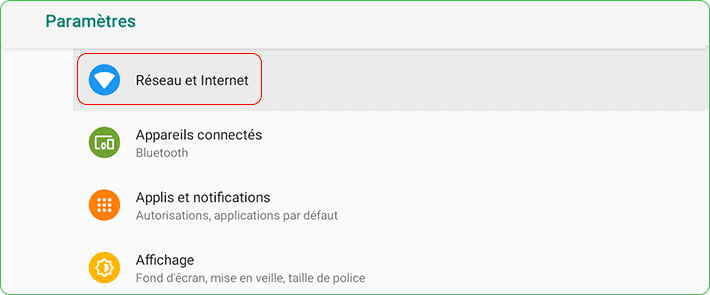 Paramètres
Réseau et Internet
Appareils connectés
Bluetooth
Applis et notifications
Autorisations, applications par défaut
Affichage
Fond d'écran, mise en veille, taille de police